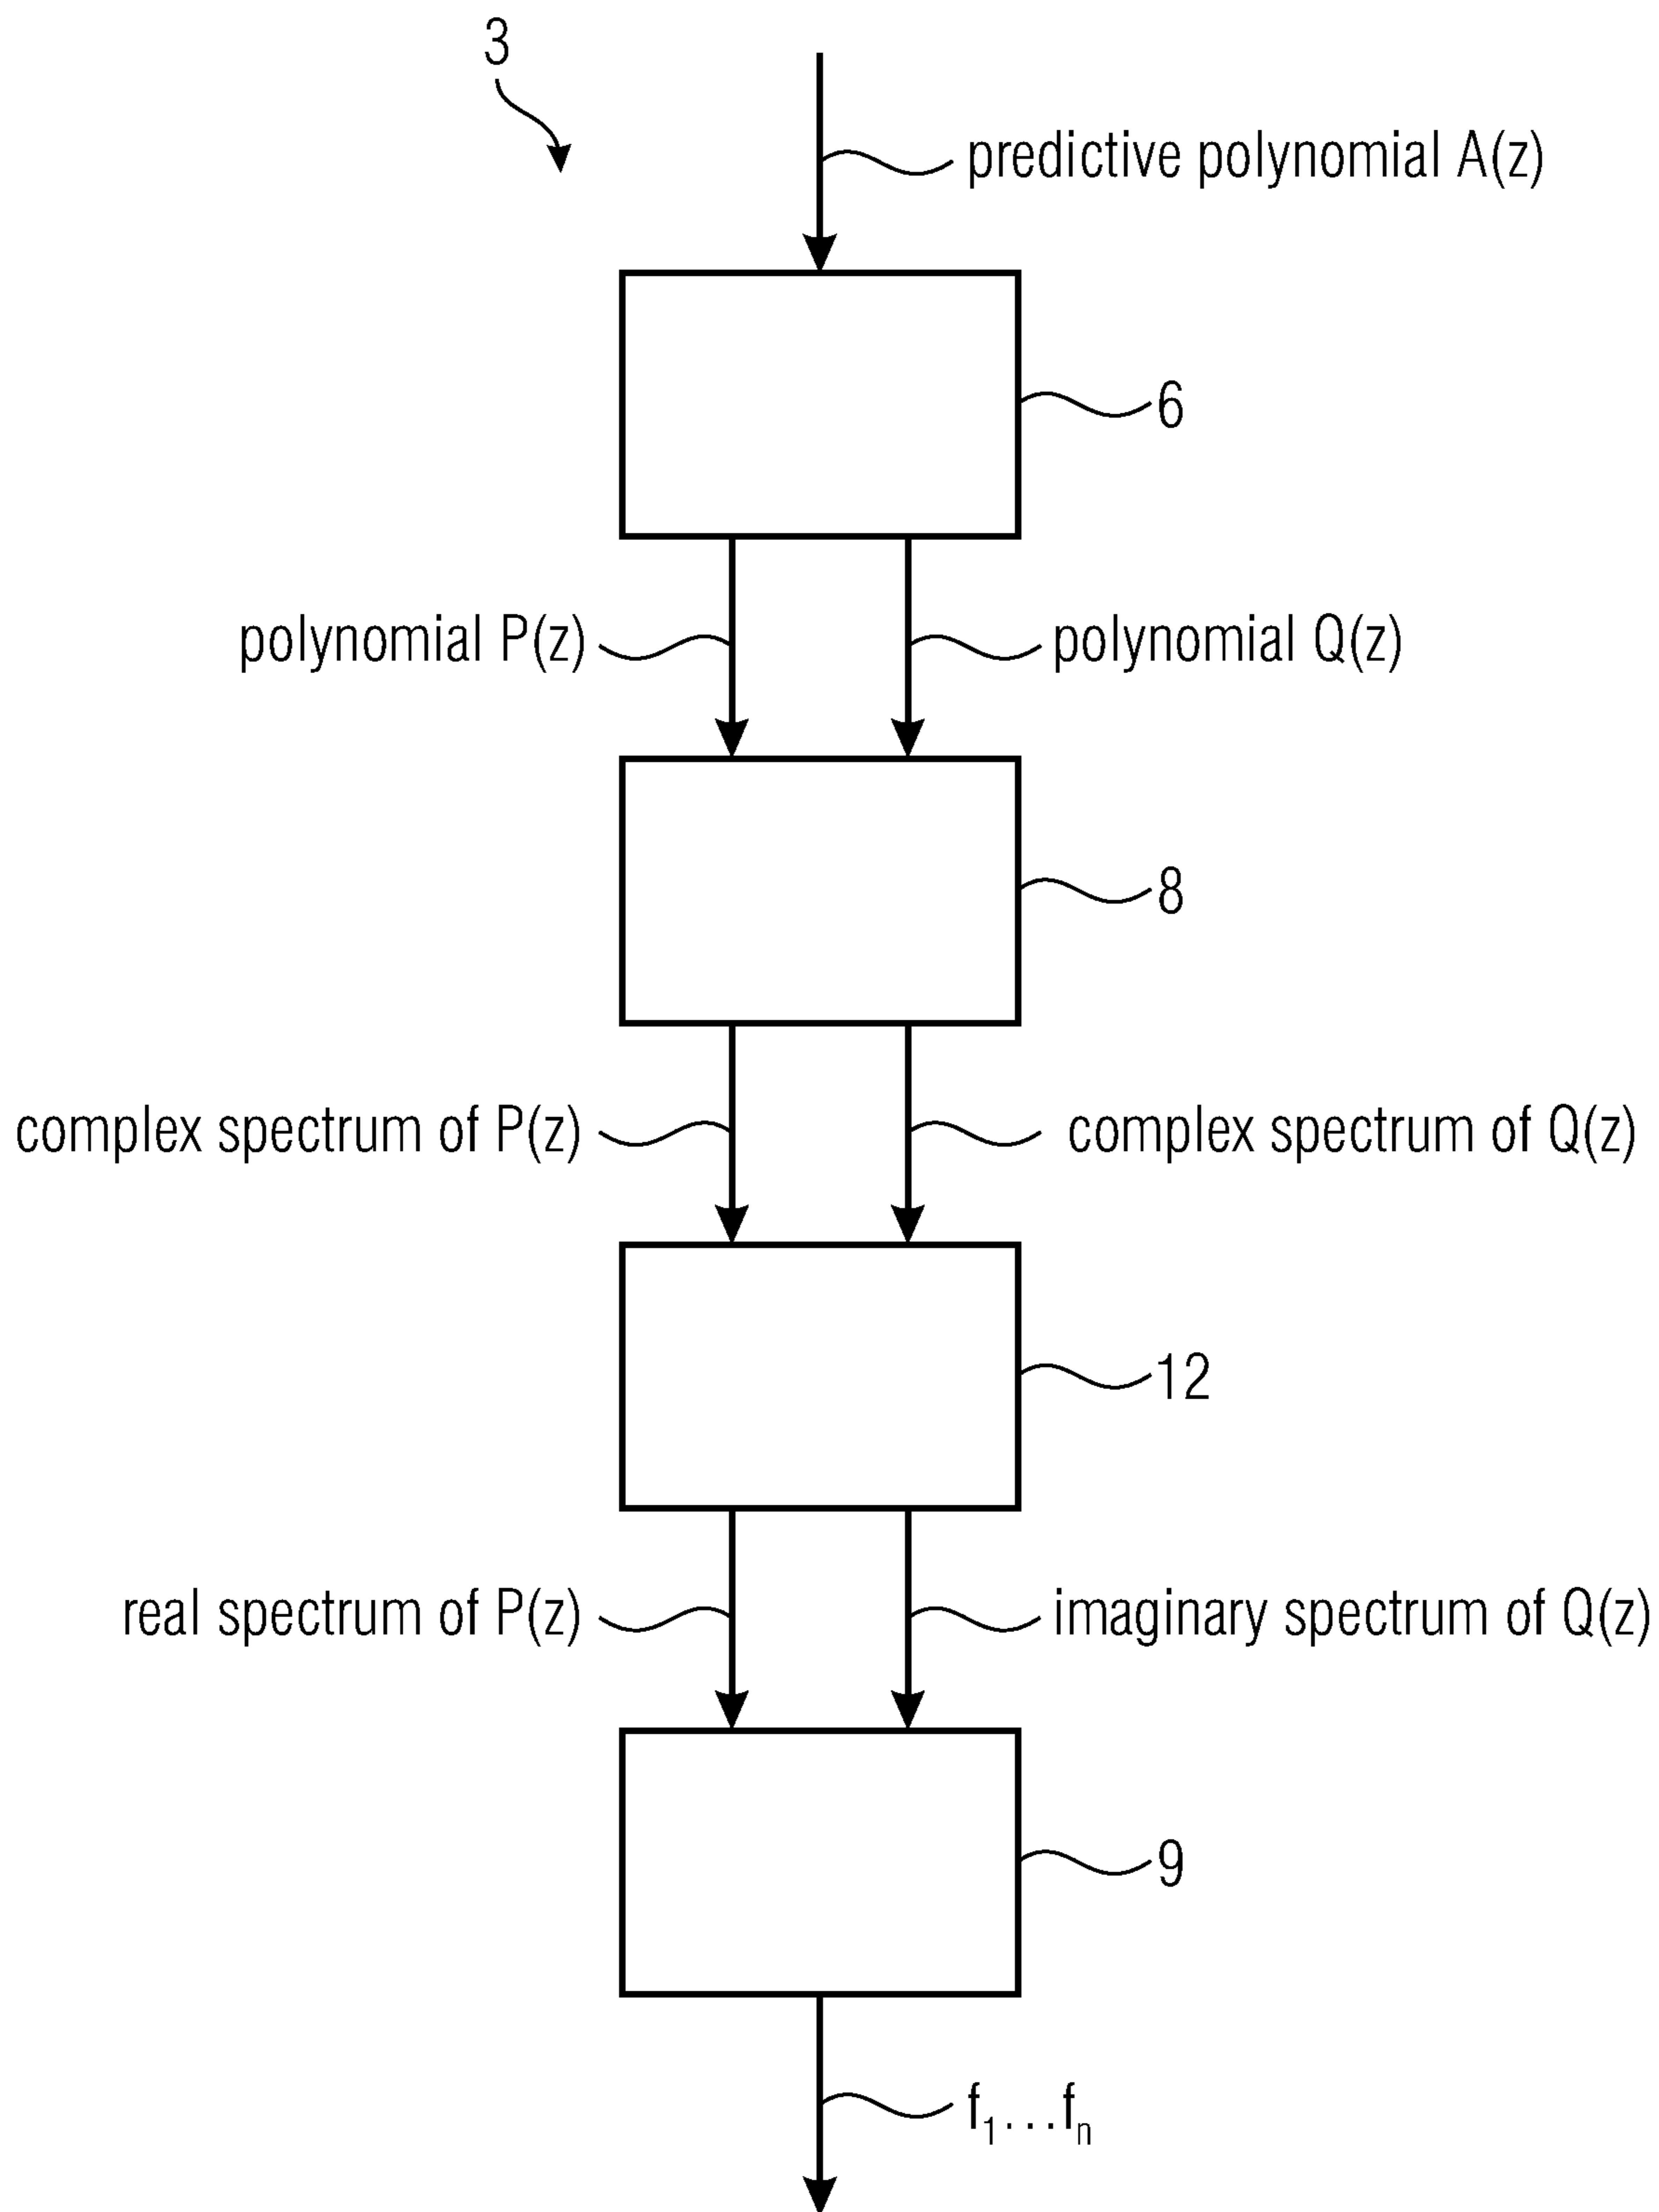 3
predictive polynomial A(z)
6
polynomial P(z)
polynomial Q(z)
8
complex spectrum of P(z)
complex spectrum of Q(z)
12
real spectrum of P(z)
imaginary spectrum of Q(z)
9
f₁...fₙ